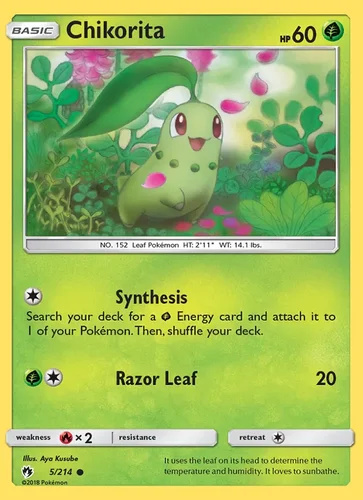 BASIC Chikorita HP 60
NO. 152 Leaf Pokémon HT: 2'11" WT: 14.1 lbs.
Synthesis
Search your deck for a Energy card and attach it to
1 of your Pokémon. Then, shuffle your deck.
Razor Leaf 20
weakness × 2 resistance retreat
Illus. Aya Kusube
5/214
©2018 Pokémon
It uses the leaf on its head to determine the
temperature and humidity. It loves to sunbathe.